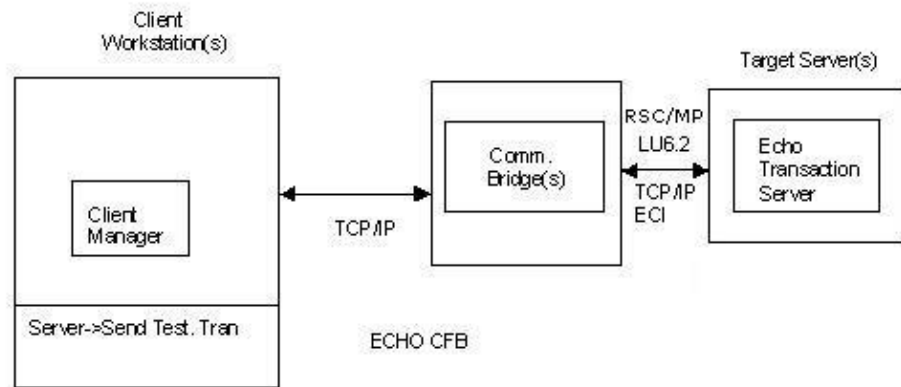 Client
Workstation(s)
Target Server(s)
RSC/MP
LU6.2
Comm.
Bridge(s)
Echo
Transaction
Server
Client
Manager
TCP/IP
TCP/IP
ECI
Server->Send Test. Tran
ECHO CFB